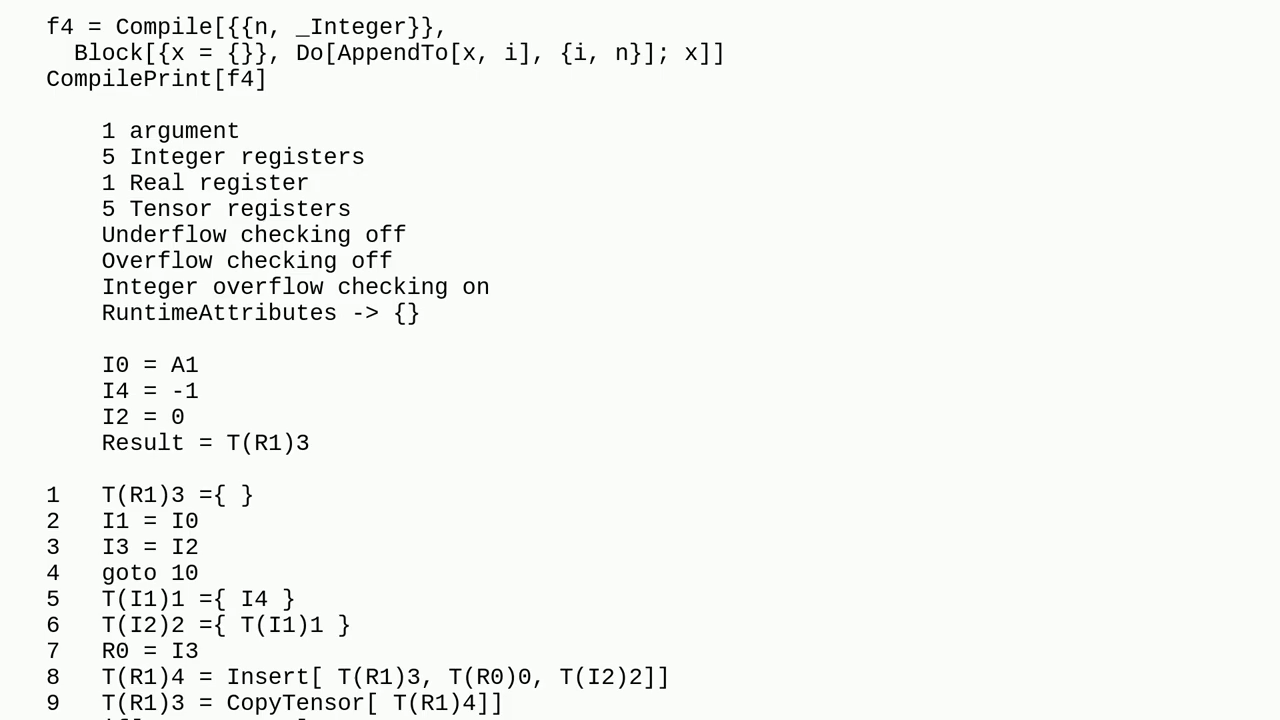 f4 = Compile[{{n, _Integer}},
Block[{x = {}}, Do[AppendTo[x, i], {i, n}]; x]]
CompilePrint[f4]
1 argument
5 Integer registers
1 Real register
5 Tensor registers
Underflow checking off
Overflow checking off
Integer overflow checking on
RuntimeAttributes -> {}
I0 = A1
I4 = -1
I2 = 0
Result = T(R1)3
1 T(R1)3 ={ }
2 I1 = I0
3 I3 = I2
4 goto 10
5 T(I1)1 ={ I4 }
6 T(I2)2 ={ T(I1)1 }
7 R0 = I3
8 T(R1)4 = Insert[ T(R1)3, T(R0)0, T(I2)2]]
9 T(R1)3 = CopyTensor[ T(R1)4]]